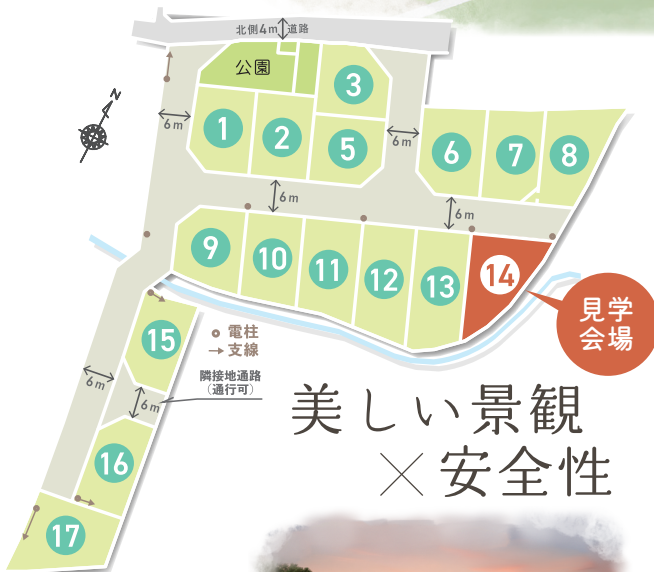 北側4m道路
N
公園
3
1
2
5
6m
6m
6
7
8
6m
6m
9
10
11
12
13
14
見学
会場
15
電柱
支線
隣接地通路
(通行可)
6m
6m
16
17
美しい景観
×安全性